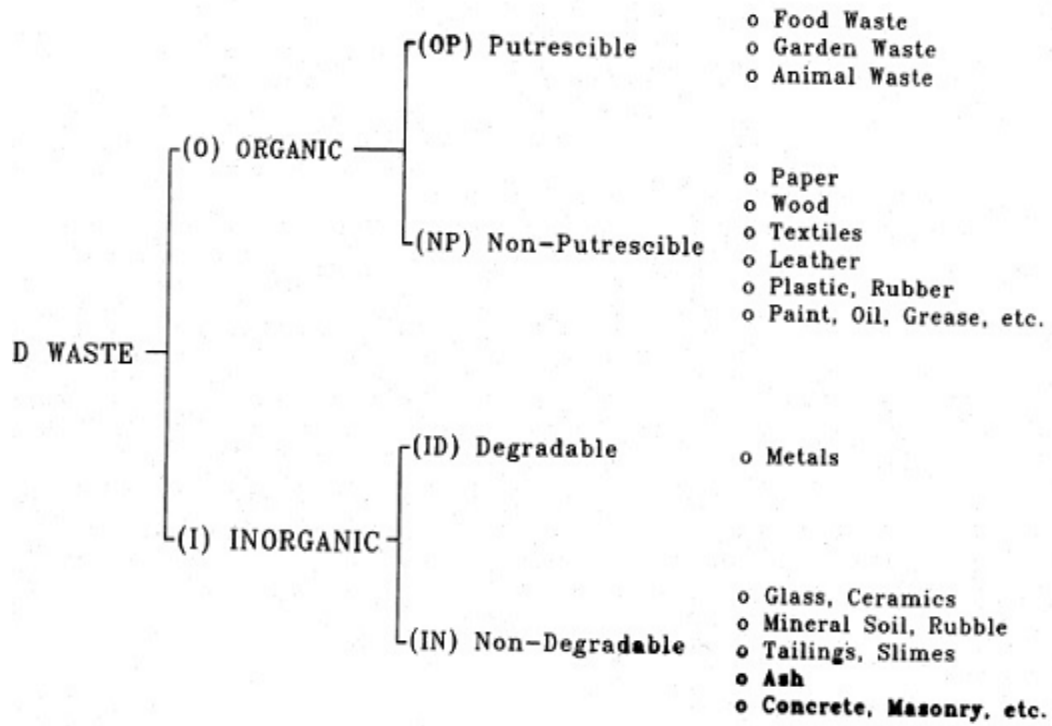 (OP) Putrescible
o Food Waste
o Garden Waste
o Animal Waste
(O) ORGANIC
(NP) Non-Putrescible
o Paper
o Wood
o Textiles
o Leather
o Plastic, Rubber
o Paint, Oil, Grease, etc.
D WASTE
(ID) Degradable
o Metals
(I) INORGANIC
(IN) Non-Degradable
o Glass, Ceramics
o Mineral Soil, Rubble
o Tailings, Slimes
o Ash
o Concrete, Masonry, etc.